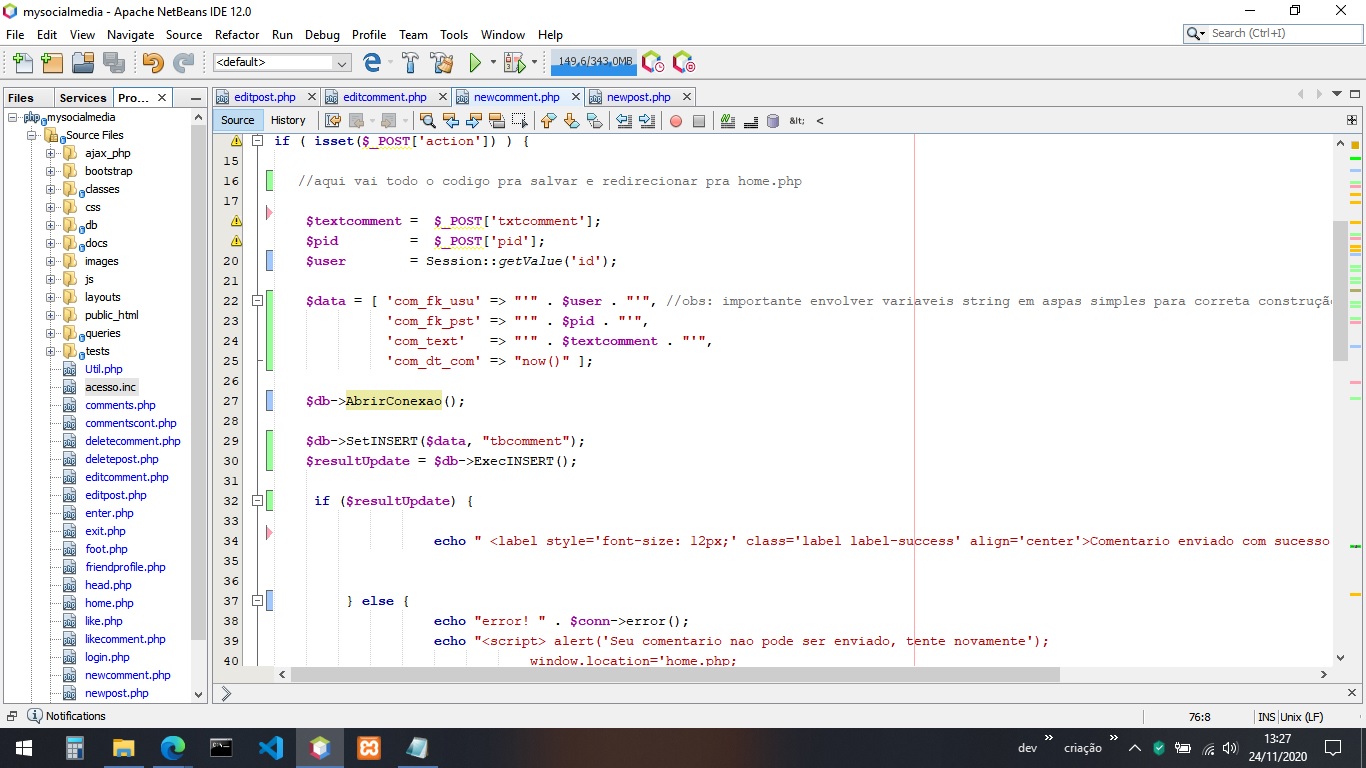 mysocialmedia - Apache NetBeans IDE 12.0
File Edit View Navigate Source Refactor Run Debug Profile Team Tools Window Help
Search (Ctrl+I)
<default>
149,6/343,0MB
Files Services Pro... ×
editpost.php editcomment.php newcomment.php newpost.php
Source History
&lt; <
php mysocialmedia
Source Files
ajax_php
bootstrap
classes
css
db
docs
images
js
layouts
public_html
queries
tests
Util.php
acesso.inc
comments.php
commentscont.php
deletecomment.php
deletepost.php
editcomment.php
editpost.php
enter.php
exit.php
foot.php
friendprofile.php
head.php
home.php
like.php
likecomment.php
login.php
newcomment.php
newpost.php
if ( isset($_POST['action']) ) {
15
16 //aqui vai todo o codigo pra salvar e redirecionar pra home.php
17
$textcomment = $_POST['txtcomment'];
$pid = $_POST['pid'];
20 $user = Session::getValue('id');
21
22 $data = [ 'com_fk_usu' => "'" . $user . "'", //obs: importante envolver variaveis string em aspas simples para correta construção
23 'com_fk_pst' => "'" . $pid . "'",
24 'com_text' => "'" . $textcomment . "'",
25 'com_dt_com' => "now()" ];
26
27 $db->AbrirConexao();
28
29 $db->SetINSERT($data, "tbcomment");
30 $resultUpdate = $db->ExecINSERT();
31
32 if ($resultUpdate) {
33
34 echo " <label style='font-size: 12px;' class='label label-success' align='center'>Comentario enviado com sucesso
35
36
37 } else {
38 echo "error! " . $conn->error();
39 echo "<script> alert('Seu comentario nao pode ser enviado, tente novamente');
40 window.location='home.php;
Notifications
76:8 INS Unix (LF)
dev criação
13:27
24/11/2020